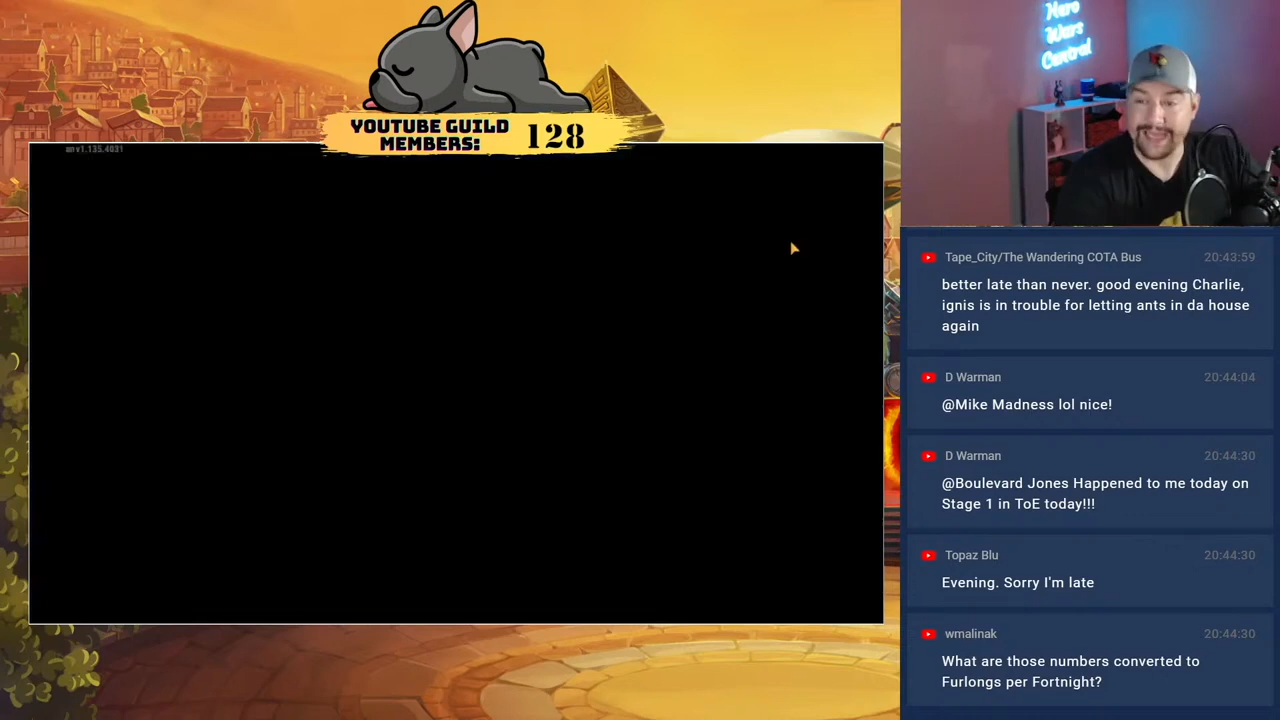 Hero
Wars
Central
YOUTUBE GUILD
MEMBERS:
128
an v1.135.4031
Tape_City/The Wandering COTA Bus
20:43:59
better late than never. good evening Charlie,
ignis is in trouble for letting ants in da house
again
D Warman
20:44:04
@Mike Madness lol nice!
D Warman
20:44:30
@Boulevard Jones Happened to me today on
Stage 1 in ToE today!!!
Topaz Blu
20:44:30
Evening. Sorry I'm late
wmalinak
20:44:30
What are those numbers converted to
Furlongs per Fortnight?